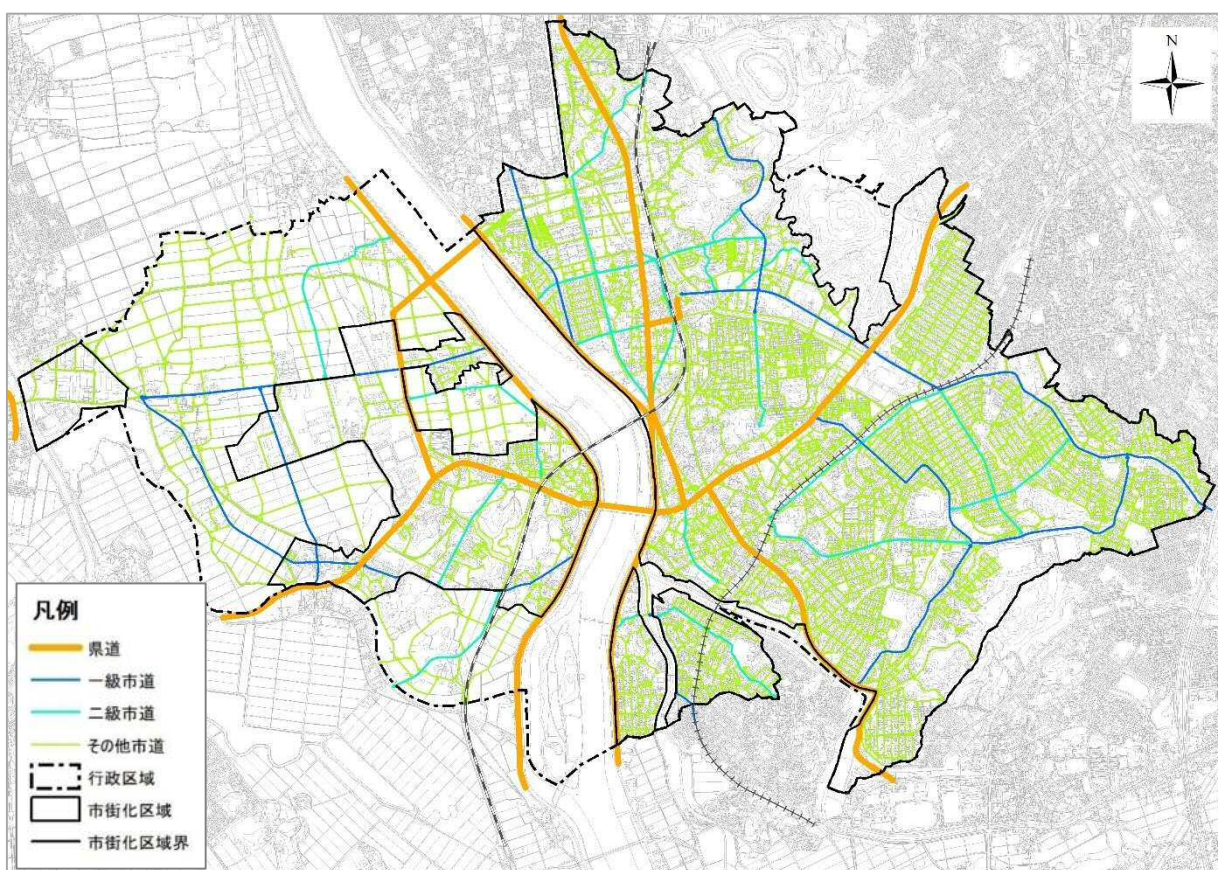 N
凡例
県道
一級市道
二級市道
その他市道
行政区域
市街化区域
市街化区域界